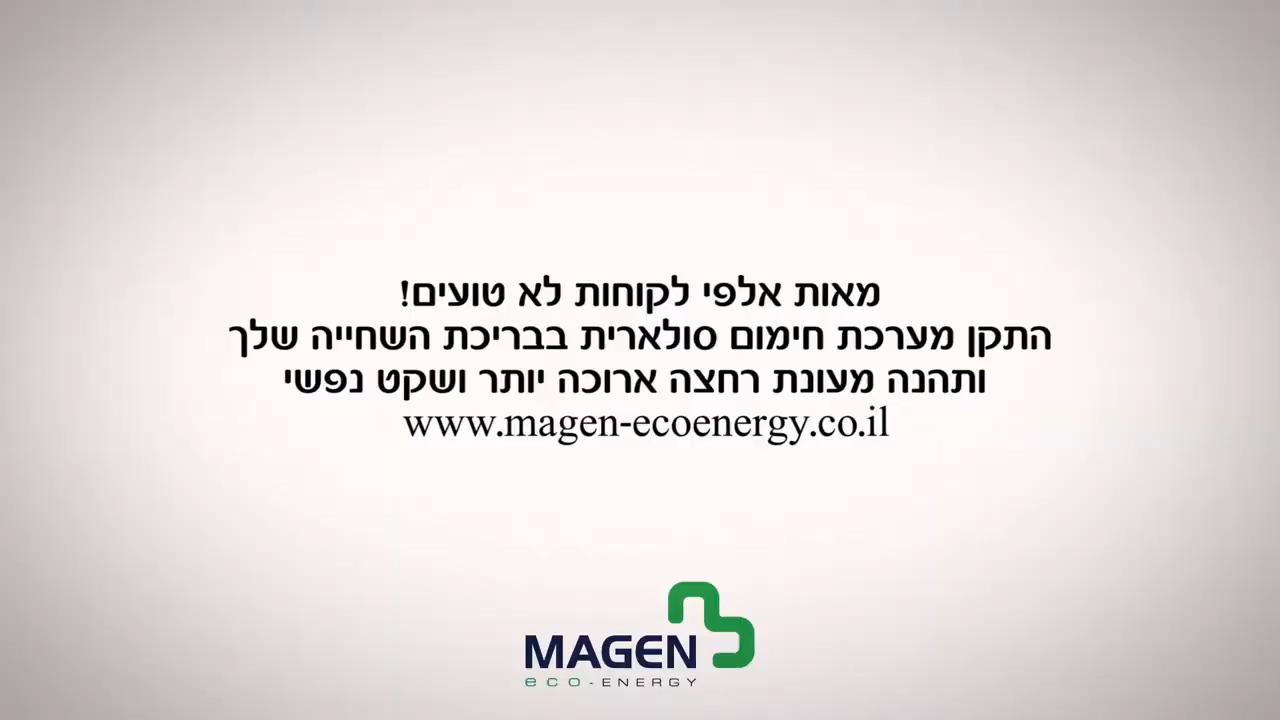 מאות אלפי לקוחות לא טועים!
התקן מערכת חימום סולארית בבריכת השחייה שלך
ותהנה מעונת רחצה ארוכה יותר ושקט נפשי
www.magen-ecoenergy.co.il
MAGEN
eco-ENERGY